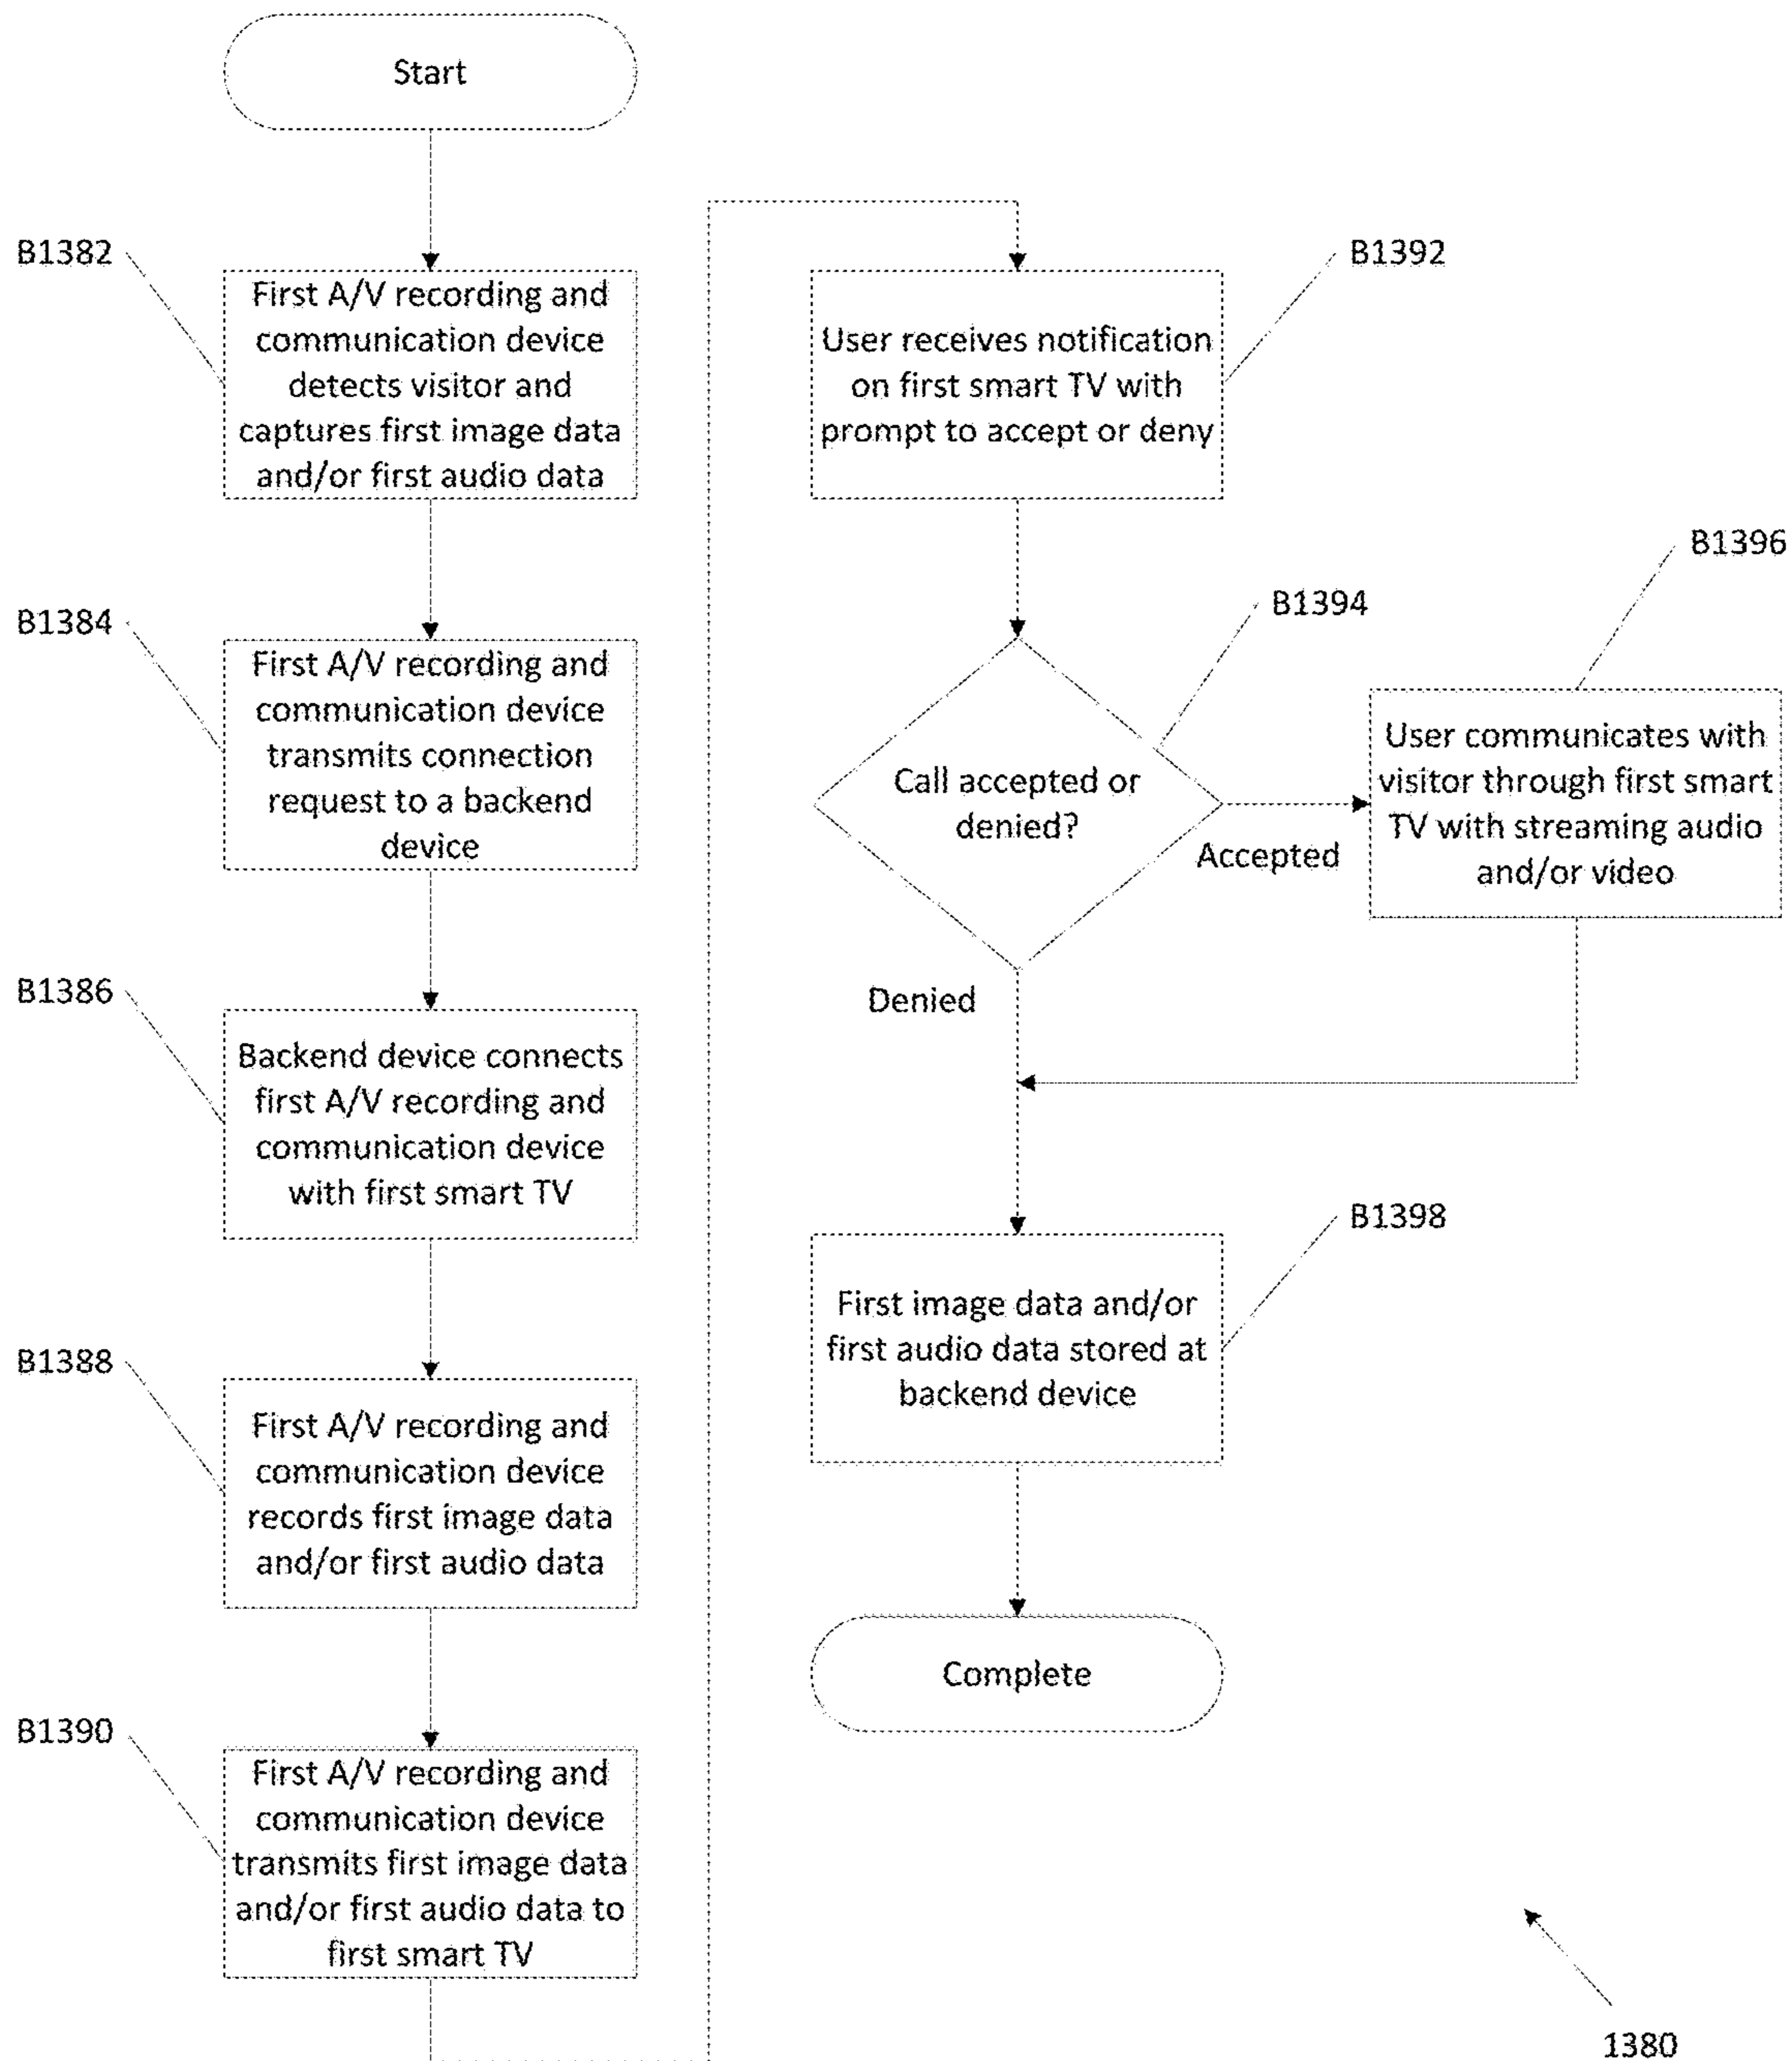 Start
B1382
First A/V recording and
communication device
detects visitor and
captures first image data
and/or first audio data
B1384
First A/V recording and
communication device
transmits connection
request to a backend
device
B1386
Backend device connects
first A/V recording and
communication device
with first smart TV
B1388
First A/V recording and
communication device
records first image data
and/or first audio data
B1390
First A/V recording and
communication device
transmits first image data
and/or first audio data to
first smart TV
B1392
User receives notification
on first smart TV with
prompt to accept or deny
B1394
Call accepted or
denied?
Accepted
B1396
User communicates with
visitor through first smart
TV with streaming audio
and/or video
Denied
B1398
First image data and/or
first audio data stored at
backend device
Complete
1380